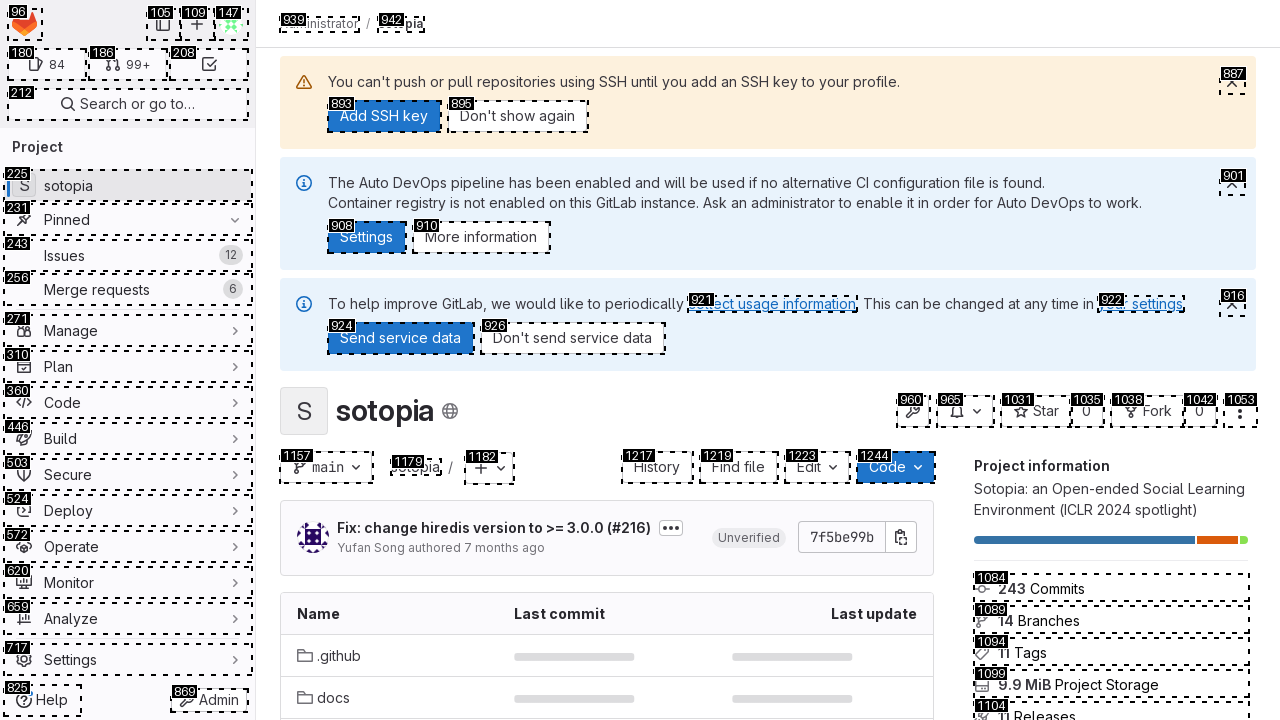 96
105
109
147
180
84
186
99+
208
212
Search or go to…
Project
225
S
sotopia
231
Pinned
243
Issues
12
256
Merge requests
6
271
Manage
310
Plan
360
Code
446
Build
503
Secure
524
Deploy
572
Operate
620
Monitor
659
Analyze
717
Settings
825
Help
869
Admin
939
Administrator
/
942
sotopia
887
You can't push or pull repositories using SSH until you add an SSH key to your profile.
893
Add SSH key
895
Don't show again
901
The Auto DevOps pipeline has been enabled and will be used if no alternative CI configuration file is found.
Container registry is not enabled on this GitLab instance. Ask an administrator to enable it in order for Auto DevOps to work.
908
Settings
910
More information
916
To help improve GitLab, we would like to periodically
921
collect usage information
. This can be changed at any time in
922
your settings
924
Send service data
926
Don't send service data
S
sotopia
960
965
1031
Star
1035
0
1038
Fork
1042
0
1053
1157
main
1179
sotopia
/
1182
1217
History
1219
Find file
1223
Edit
1244
Code
Fix: change hiredis version to >= 3.0.0 (#216)
Yufan Song authored 7 months ago
Unverified
7f5be99b
Name
Last commit
Last update
.github
docs
Project information
Sotopia: an Open-ended Social Learning
Environment (ICLR 2024 spotlight)
1084
243 Commits
1089
14 Branches
1094
11 Tags
1099
9.9 MiB Project Storage
1104
11 Releases